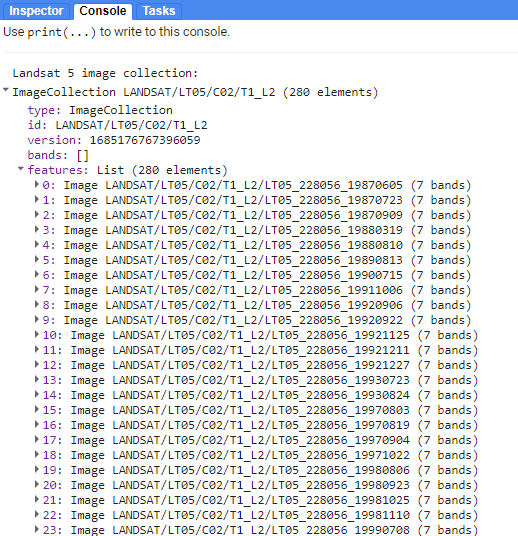 Inspector Console Tasks
Use print(...) to write to this console.
Landsat 5 image collection:
ImageCollection LANDSAT/LT05/C02/T1_L2 (280 elements)
type: ImageCollection
id: LANDSAT/LT05/C02/T1_L2
version: 1685176767396059
bands: []
features: List (280 elements)
0: Image LANDSAT/LT05/C02/T1_L2/LT05_228056_19870605 (7 bands)
1: Image LANDSAT/LT05/C02/T1_L2/LT05_228056_19870723 (7 bands)
2: Image LANDSAT/LT05/C02/T1_L2/LT05_228056_19870909 (7 bands)
3: Image LANDSAT/LT05/C02/T1_L2/LT05_228056_19880319 (7 bands)
4: Image LANDSAT/LT05/C02/T1_L2/LT05_228056_19880810 (7 bands)
5: Image LANDSAT/LT05/C02/T1_L2/LT05_228056_19890813 (7 bands)
6: Image LANDSAT/LT05/C02/T1_L2/LT05_228056_19900715 (7 bands)
7: Image LANDSAT/LT05/C02/T1_L2/LT05_228056_19911006 (7 bands)
8: Image LANDSAT/LT05/C02/T1_L2/LT05_228056_19920906 (7 bands)
9: Image LANDSAT/LT05/C02/T1_L2/LT05_228056_19920922 (7 bands)
10: Image LANDSAT/LT05/C02/T1_L2/LT05_228056_19921125 (7 bands)
11: Image LANDSAT/LT05/C02/T1_L2/LT05_228056_19921211 (7 bands)
12: Image LANDSAT/LT05/C02/T1_L2/LT05_228056_19921227 (7 bands)
13: Image LANDSAT/LT05/C02/T1_L2/LT05_228056_19930723 (7 bands)
14: Image LANDSAT/LT05/C02/T1_L2/LT05_228056_19930824 (7 bands)
15: Image LANDSAT/LT05/C02/T1_L2/LT05_228056_19970803 (7 bands)
16: Image LANDSAT/LT05/C02/T1_L2/LT05_228056_19970819 (7 bands)
17: Image LANDSAT/LT05/C02/T1_L2/LT05_228056_19970904 (7 bands)
18: Image LANDSAT/LT05/C02/T1_L2/LT05_228056_19971022 (7 bands)
19: Image LANDSAT/LT05/C02/T1_L2/LT05_228056_19980806 (7 bands)
20: Image LANDSAT/LT05/C02/T1_L2/LT05_228056_19980923 (7 bands)
21: Image LANDSAT/LT05/C02/T1_L2/LT05_228056_19981025 (7 bands)
22: Image LANDSAT/LT05/C02/T1_L2/LT05_228056_19981110 (7 bands)
23: Image LANDSAT/LT05/C02/T1_L2/LT05_228056_19990708 (7 bands)